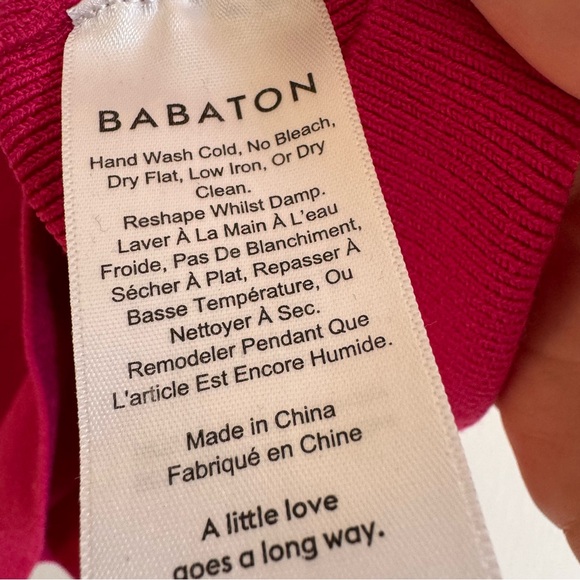 BABATON
Hand Wash Cold, No Bleach,
Dry Flat, Low Iron, Or Dry
Clean.
Reshape Whilst Damp.
Laver À La Main À L'eau
Froide, Pas De Blanchiment,
Sécher À Plat, Repasser À
Basse Température, Ou
Nettoyer À Sec.
Remodeler Pendant Que
L'article Est Encore Humide.
Made in China
Fabriqué en Chine
A little love
goes a long way.